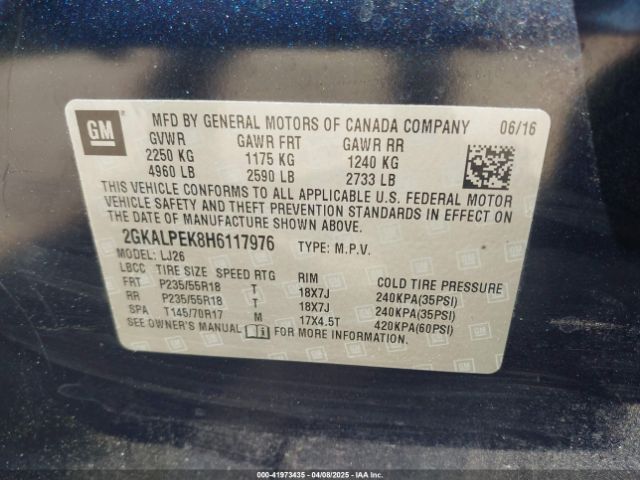 GM
MFD BY GENERAL MOTORS OF CANADA COMPANY 06/16
GVWR GAWR FRT GAWR RR
2250 KG 1175 KG 1240 KG
4960 LB 2590 LB 2733 LB
THIS VEHICLE CONFORMS TO ALL APPLICABLE U.S. FEDERAL MOTOR
VEHICLE SAFETY AND THEFT PREVENTION STANDARDS IN EFFECT ON
THE DATE OF MANUFACTURE SHOWN ABOVE.
2GKALPEK8H6117976 TYPE: M.P.V.
MODEL: LJ26
LBCC TIRE SIZE SPEED RTG RIM COLD TIRE PRESSURE
FRT P235/55R18 T 18X7J 240KPA(35PSI)
RR P235/55R18 T 18X7J 240KPA(35PSI)
SPA T145/70R17 M 17X4.5T 420KPA(60PSI)
SEE OWNER'S MANUAL FOR MORE INFORMATION.
00-41973435 - 04/08/2025 - IAA Inc.